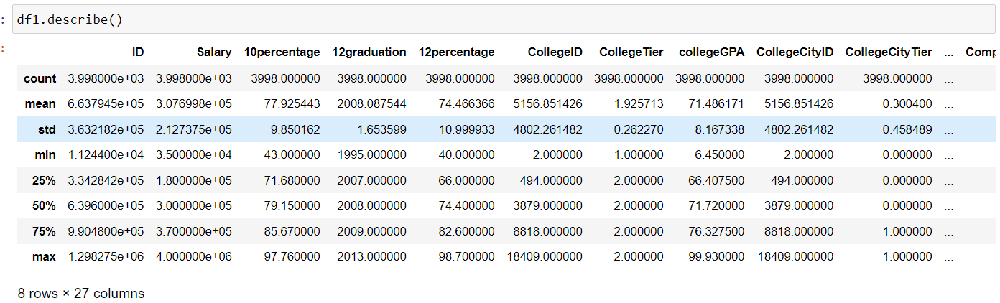 : df1.describe()
:
ID Salary 10percentage 12graduation 12percentage CollegeID CollegeTier collegeGPA CollegeCityID CollegeCityTier ... Comp
count 3.998000e+03 3.998000e+03 3998.000000 3998.000000 3998.000000 3998.000000 3998.000000 3998.000000 3998.000000 3998.000000 ...
mean 6.637945e+05 3.076998e+05 77.925443 2008.087544 74.466366 5156.851426 1.925713 71.486171 5156.851426 0.300400 ...
std 3.632182e+05 2.127375e+05 9.850162 1.653599 10.999933 4802.261482 0.262270 8.167338 4802.261482 0.458489 ...
min 1.124400e+04 3.500000e+04 43.000000 1995.000000 40.000000 2.000000 1.000000 6.450000 2.000000 0.000000 ...
25% 3.342842e+05 1.800000e+05 71.680000 2007.000000 66.000000 494.000000 2.000000 66.407500 494.000000 0.000000 ...
50% 6.396000e+05 3.000000e+05 79.150000 2008.000000 74.400000 3879.000000 2.000000 71.720000 3879.000000 0.000000 ...
75% 9.904800e+05 3.700000e+05 85.670000 2009.000000 82.600000 8818.000000 2.000000 76.327500 8818.000000 1.000000 ...
max 1.298275e+06 4.000000e+06 97.760000 2013.000000 98.700000 18409.000000 2.000000 99.930000 18409.000000 1.000000 ...
8 rows × 27 columns